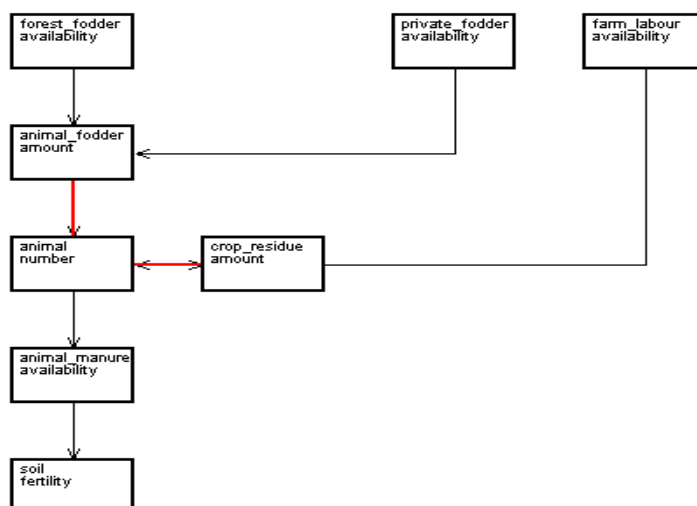 forest_fodder
availability
private_fodder
availability
farm_labour
availability
animal_fodder
amount
animal
number
crop_residue
amount
animal_manure
availability
soil
fertility